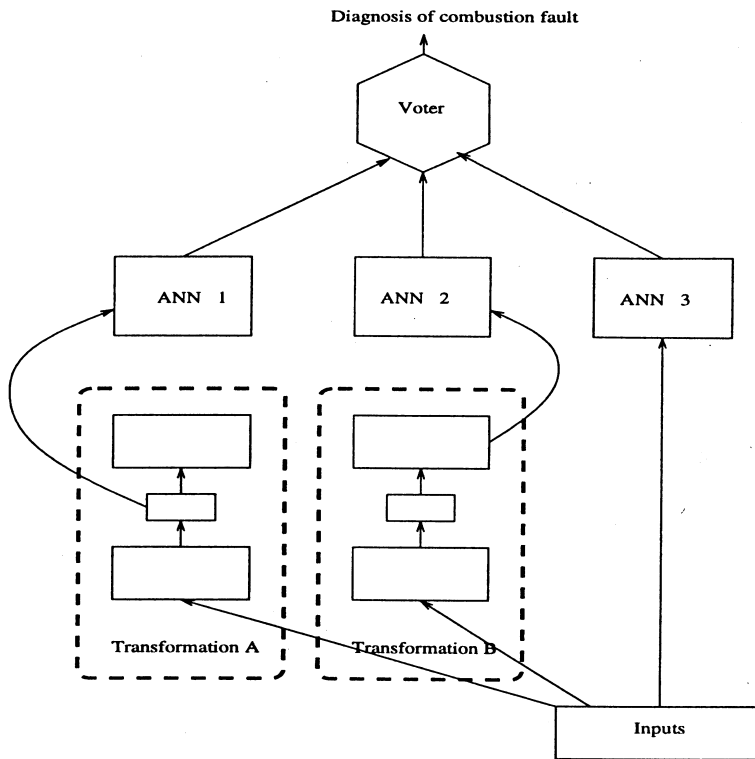 Diagnosis of combustion fault
Voter
ANN 1
ANN 2
ANN 3
Transformation A
Transformation B
Inputs